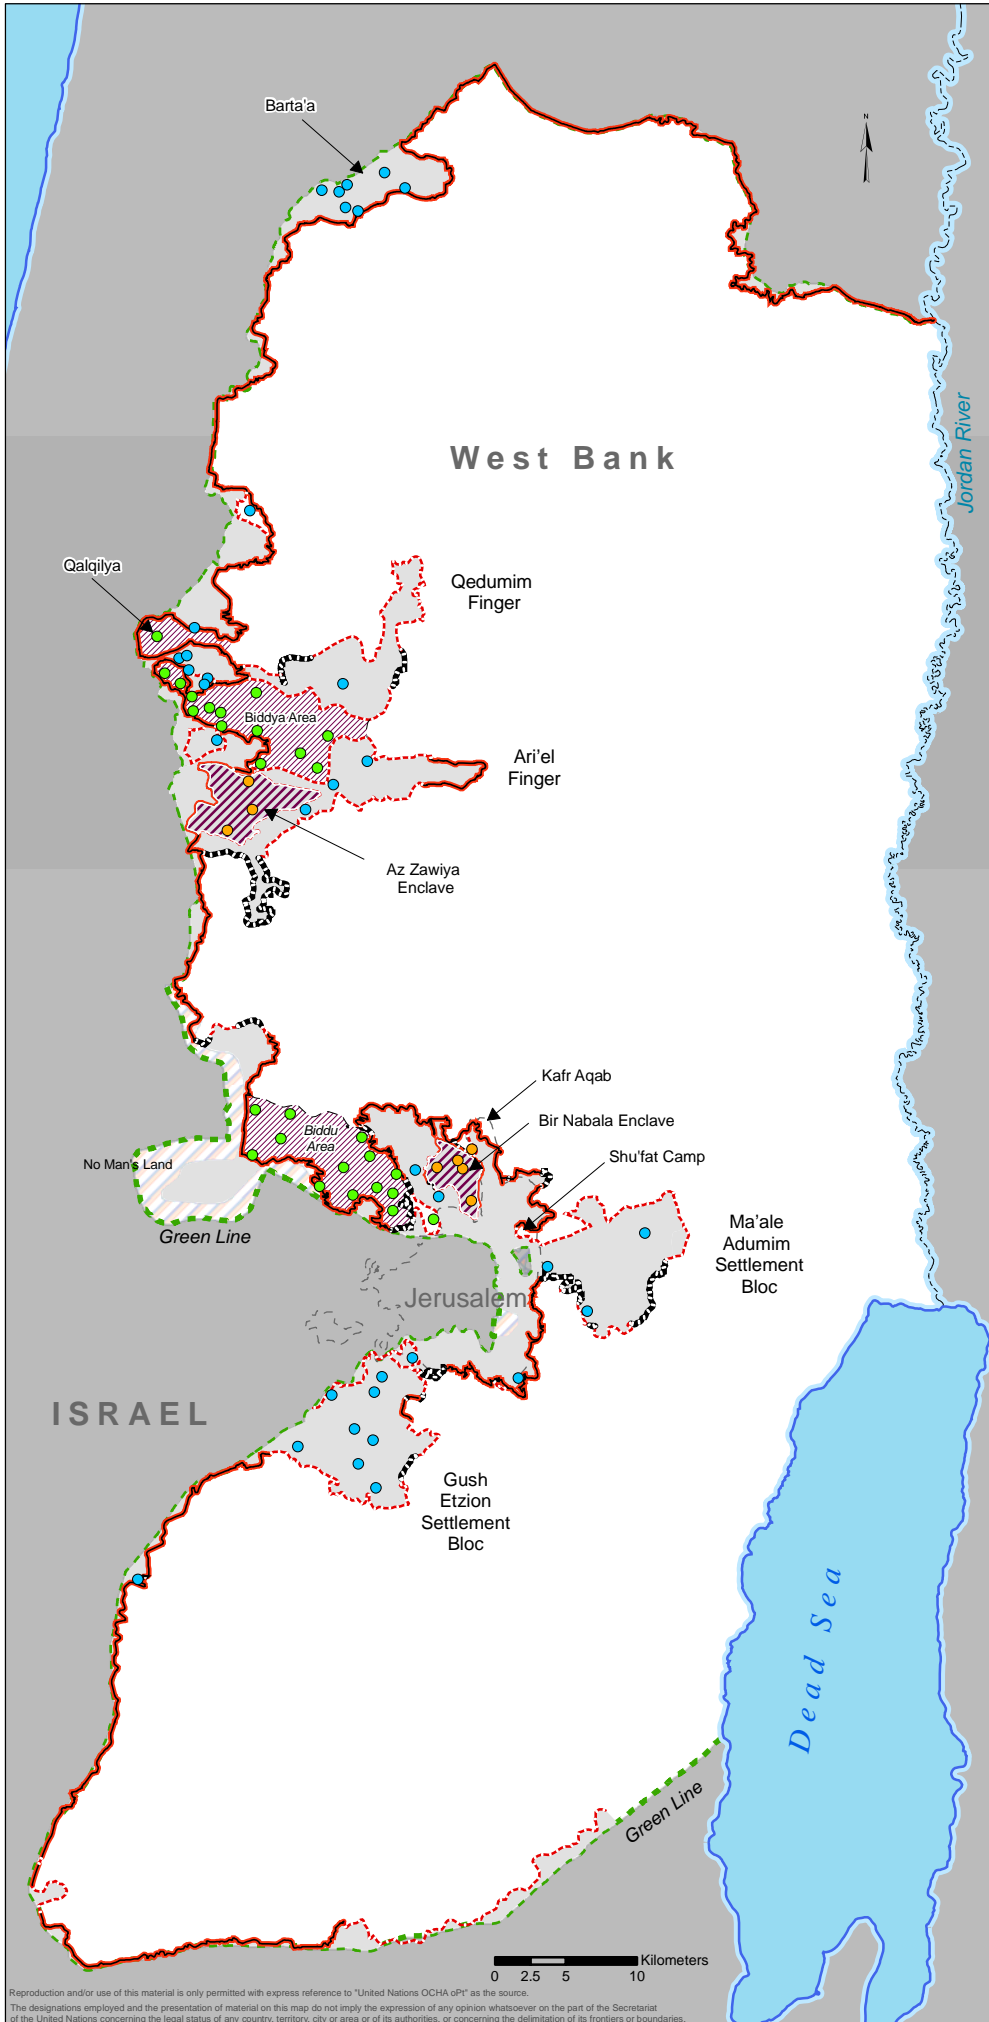 Barta'a
N
West Bank
Jordan River
Qalqilya
Qedumim
Finger
Biddya Area
Ari'el
Finger
Az Zawiya
Enclave
Kafr Aqab
Bir Nabala Enclave
Biddu
Area
Shu'fat Camp
No Man's Land
Green Line
Ma'ale
Adumim
Settlement
Bloc
Jerusalem
ISRAEL
Gush
Etzion
Settlement
Bloc
Dead Sea
Green Line
Kilometers
0 2.5 5 10
Reproduction and/or use of this material is only permitted with express reference to "United Nations OCHA oPt" as the source.
The designations employed and the presentation of material on this map do not imply the expression of any opinion whatsoever on the part of the Secretariat
of the United Nations concerning the legal status of any country, territory, city or area or of its authorities, or concerning the delimitation of its frontiers or boundaries.